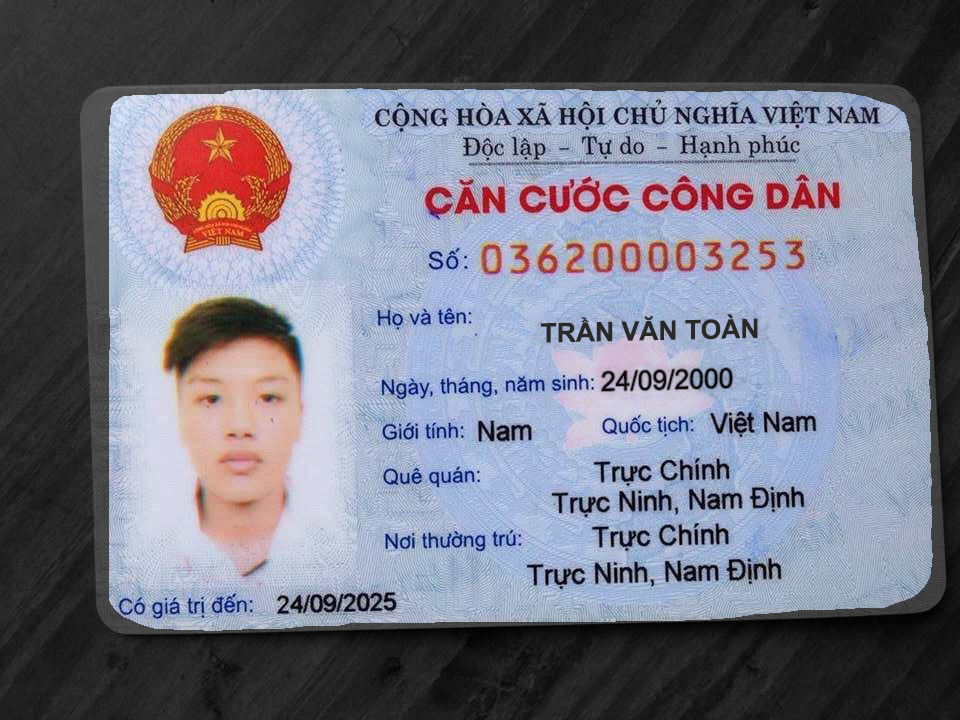 CỘNG HÒA XÃ HỘI CHỦ NGHĨA VIỆT NAM
Độc lập - Tự do - Hạnh phúc
CĂN CƯỚC CÔNG DÂN
Số: 036200003253
Họ và tên:
TRẦN VĂN TOÀN
Ngày, tháng, năm sinh: 24/09/2000
Giới tính: Nam Quốc tịch: Việt Nam
Quê quán: Trực Chính
Trực Ninh, Nam Định
Nơi thường trú: Trực Chính
Trực Ninh, Nam Định
Có giá trị đến: 24/09/2025
VIỆT NAM